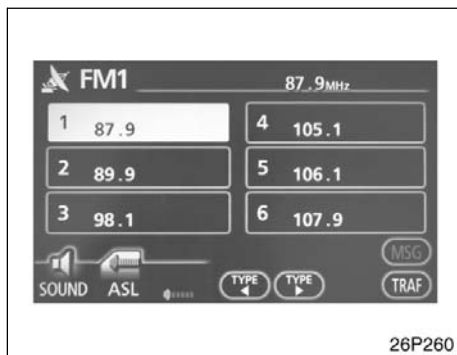 FM1 87.9MHz
1 87.9
4 105.1
2 89.9
5 106.1
3 98.1
6 107.9
MSG
SOUND ASL TYPE TYPE TRAF
26P260